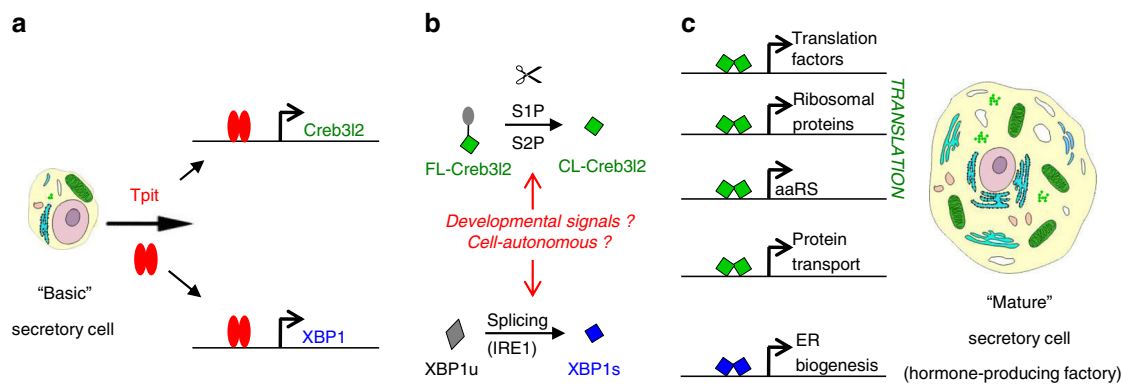 a
Tpit
"Basic"
secretory cell
Creb3l2
XBP1
b
S1P
S2P
FL-Creb3l2
CL-Creb3l2
Developmental signals ?
Cell-autonomous ?
Splicing
(IRE1)
XBP1u
XBP1s
c
Translation
factors
Ribosomal
proteins
aaRS
Protein
transport
ER
biogenesis
TRANSLATION
"Mature"
secretory cell
(hormone-producing factory)